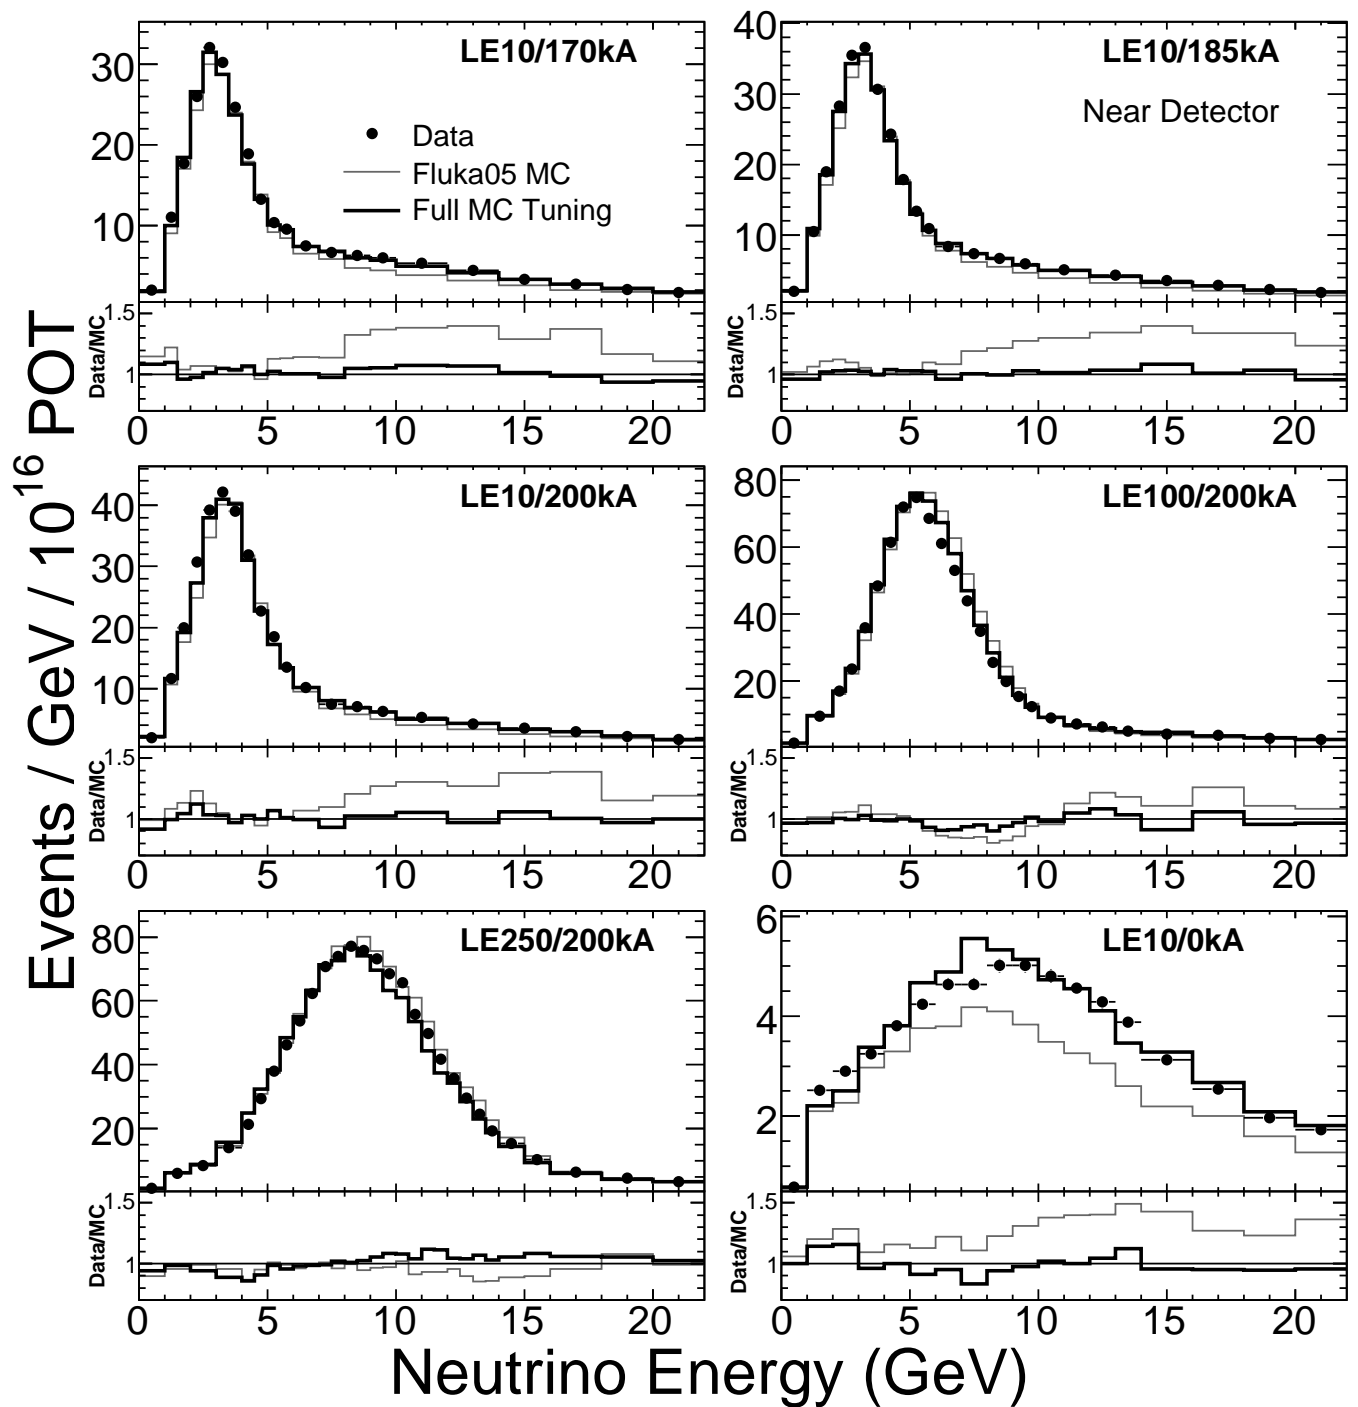 Events / GeV / 10^16 POT
LE10/170kA
Data
Fluka05 MC
Full MC Tuning
30
20
10
Data/MC
1.5
1
0 5 10 15 20
LE10/185kA
Near Detector
40
30
20
10
Data/MC
1.5
1
0 5 10 15 20
LE10/200kA
40
30
20
10
Data/MC
1.5
1
0 5 10 15 20
LE100/200kA
80
60
40
20
Data/MC
1.5
1
0 5 10 15 20
LE250/200kA
80
60
40
20
Data/MC
1.5
1
0 5 10 15 20
LE10/0kA
6
4
2
Data/MC
1.5
1
0 5 10 15 20
Neutrino Energy (GeV)